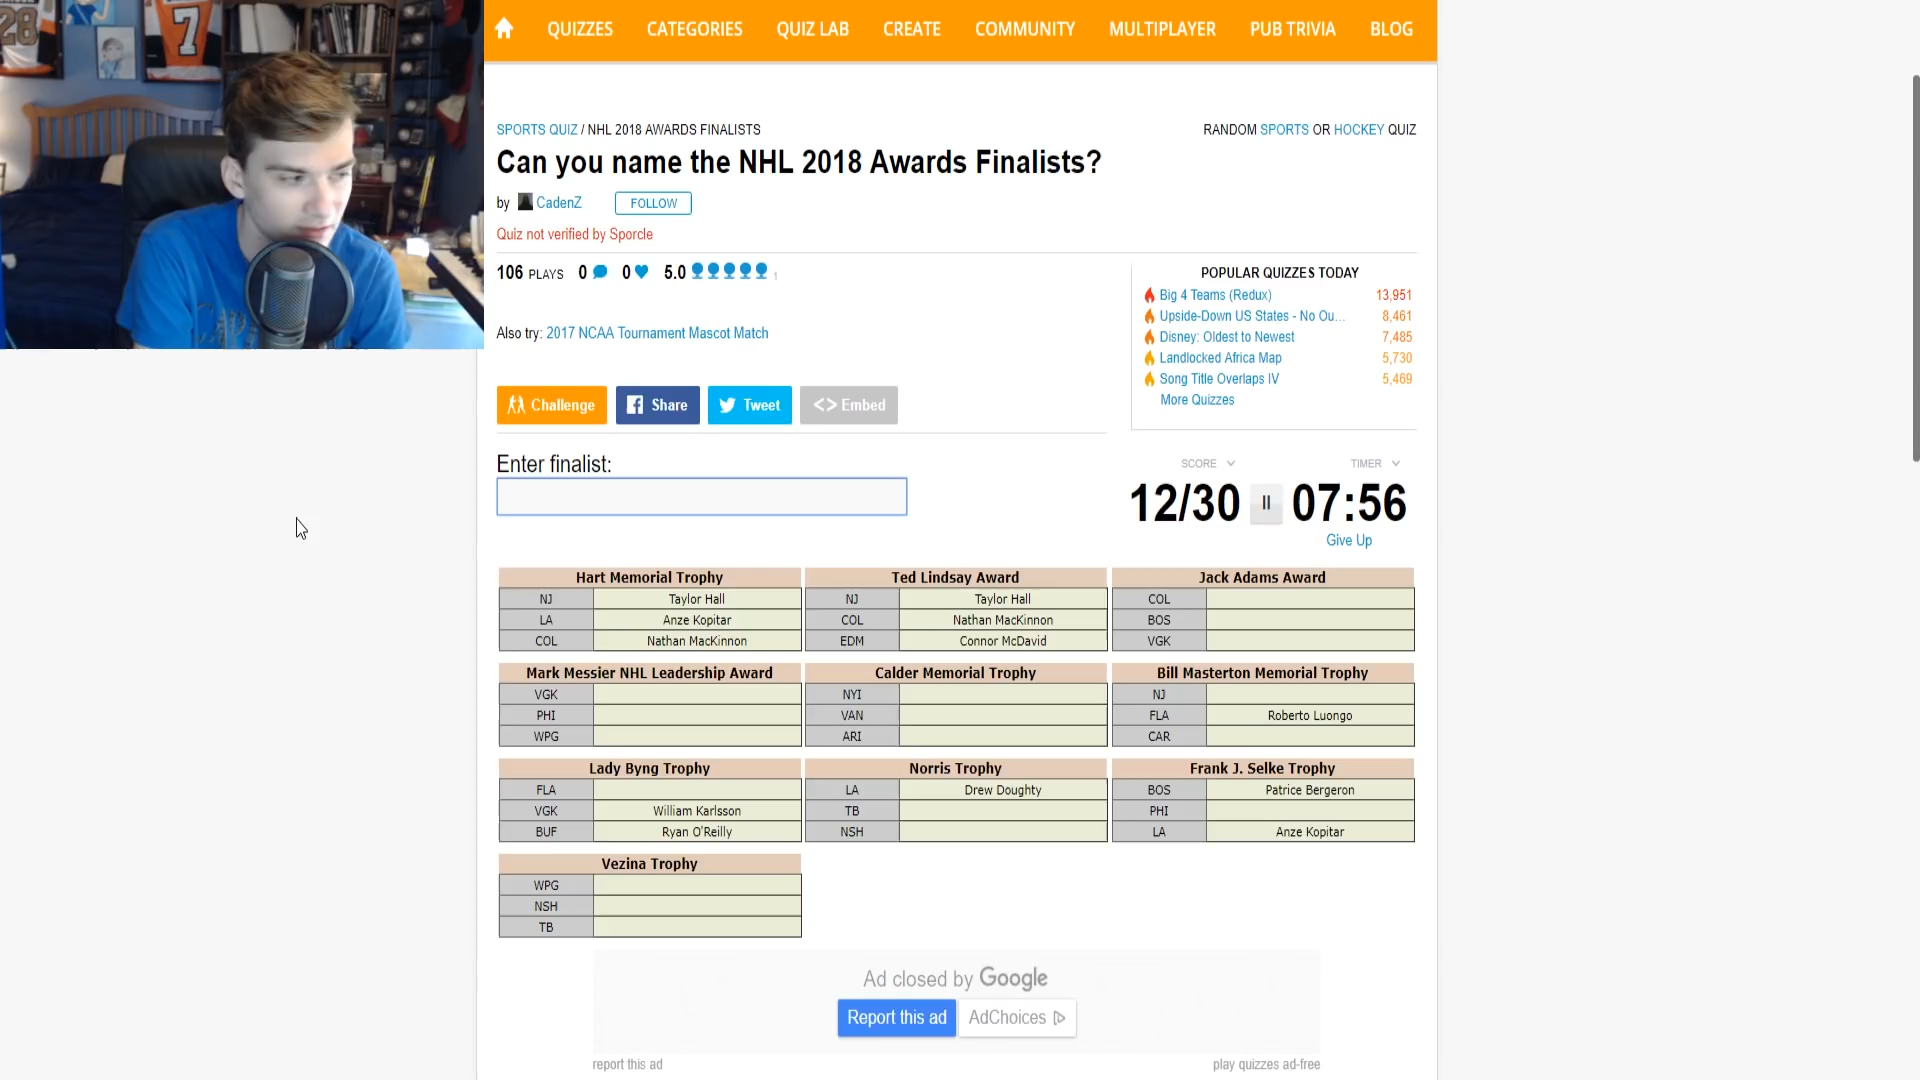 28
7
QUIZZES CATEGORIES QUIZ LAB CREATE COMMUNITY MULTIPLAYER PUB TRIVIA BLOG
SPORTS QUIZ / NHL 2018 AWARDS FINALISTS
RANDOM SPORTS OR HOCKEY QUIZ
Can you name the NHL 2018 Awards Finalists?
by CadenZ FOLLOW
Quiz not verified by Sporcle
106 PLAYS 0 0 5.0 1
Also try: 2017 NCAA Tournament Mascot Match
POPULAR QUIZZES TODAY
Big 4 Teams (Redux) 13,951
Upside-Down US States - No Ou... 8,461
Disney: Oldest to Newest 7,485
Landlocked Africa Map 5,730
Song Title Overlaps IV 5,469
More Quizzes
Challenge Share Tweet <> Embed
Enter finalist:
SCORE TIMER
12/30 07:56
Give Up
Hart Memorial Trophy
NJ Taylor Hall
LA Anze Kopitar
COL Nathan MacKinnon
Ted Lindsay Award
NJ Taylor Hall
COL Nathan MacKinnon
EDM Connor McDavid
Jack Adams Award
COL
BOS
VGK
Mark Messier NHL Leadership Award
VGK
PHI
WPG
Calder Memorial Trophy
NYI
VAN
ARI
Bill Masterton Memorial Trophy
NJ
FLA Roberto Luongo
CAR
Lady Byng Trophy
FLA
VGK William Karlsson
BUF Ryan O'Reilly
Norris Trophy
LA Drew Doughty
TB
NSH
Frank J. Selke Trophy
BOS Patrice Bergeron
PHI
LA Anze Kopitar
Vezina Trophy
WPG
NSH
TB
Ad closed by Google
Report this ad AdChoices
report this ad play quizzes ad-free